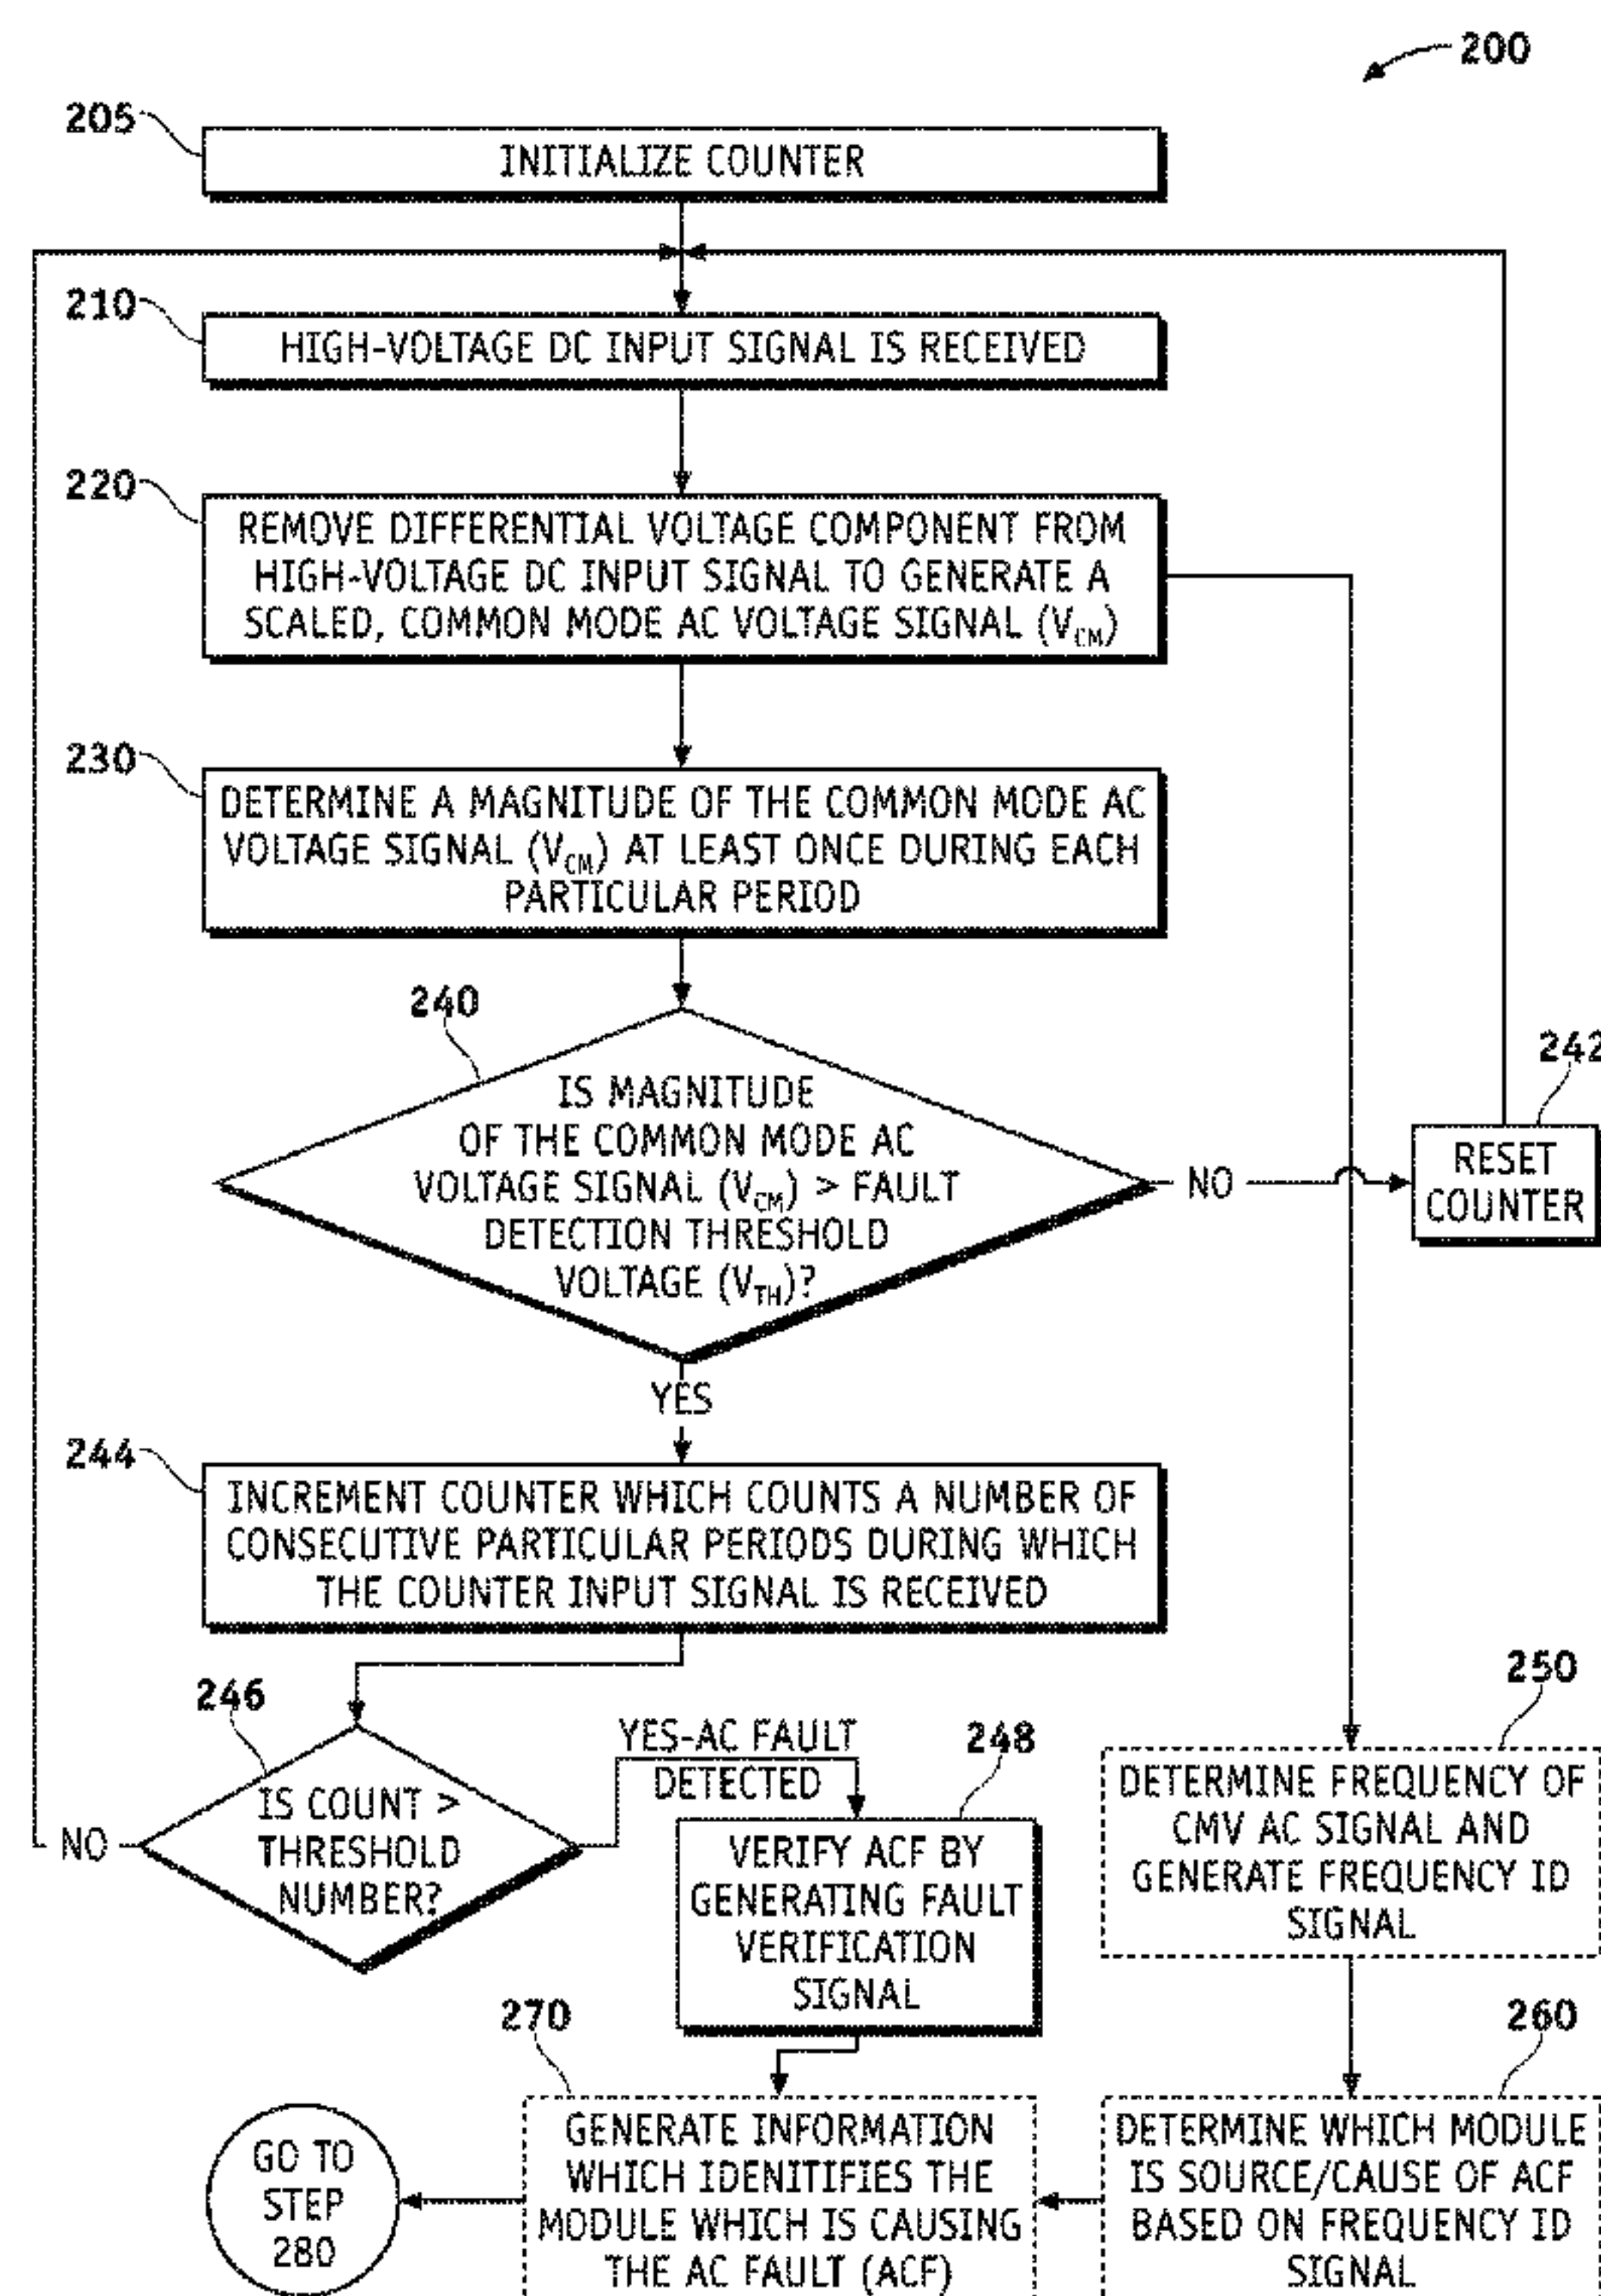 200
205
INITIALIZE COUNTER
210
HIGH-VOLTAGE DC INPUT SIGNAL IS RECEIVED
220
REMOVE DIFFERENTIAL VOLTAGE COMPONENT FROM
HIGH-VOLTAGE DC INPUT SIGNAL TO GENERATE A
SCALED, COMMON MODE AC VOLTAGE SIGNAL (VCM)
230
DETERMINE A MAGNITUDE OF THE COMMON MODE AC
VOLTAGE SIGNAL (VCM) AT LEAST ONCE DURING EACH
PARTICULAR PERIOD
240
IS MAGNITUDE
OF THE COMMON MODE AC
VOLTAGE SIGNAL (VCM) > FAULT
DETECTION THRESHOLD
VOLTAGE (VTH)?
NO
242
RESET
COUNTER
YES
244
INCREMENT COUNTER WHICH COUNTS A NUMBER OF
CONSECUTIVE PARTICULAR PERIODS DURING WHICH
THE COUNTER INPUT SIGNAL IS RECEIVED
246
IS COUNT >
THRESHOLD
NUMBER?
NO
YES-AC FAULT
DETECTED
248
VERIFY ACF BY
GENERATING FAULT
VERIFICATION
SIGNAL
250
DETERMINE FREQUENCY OF
CMV AC SIGNAL AND
GENERATE FREQUENCY ID
SIGNAL
260
DETERMINE WHICH MODULE
IS SOURCE/CAUSE OF ACF
BASED ON FREQUENCY ID
SIGNAL
270
GENERATE INFORMATION
WHICH IDENITIFIES THE
MODULE WHICH IS CAUSING
THE AC FAULT (ACF)
GO TO
STEP
280